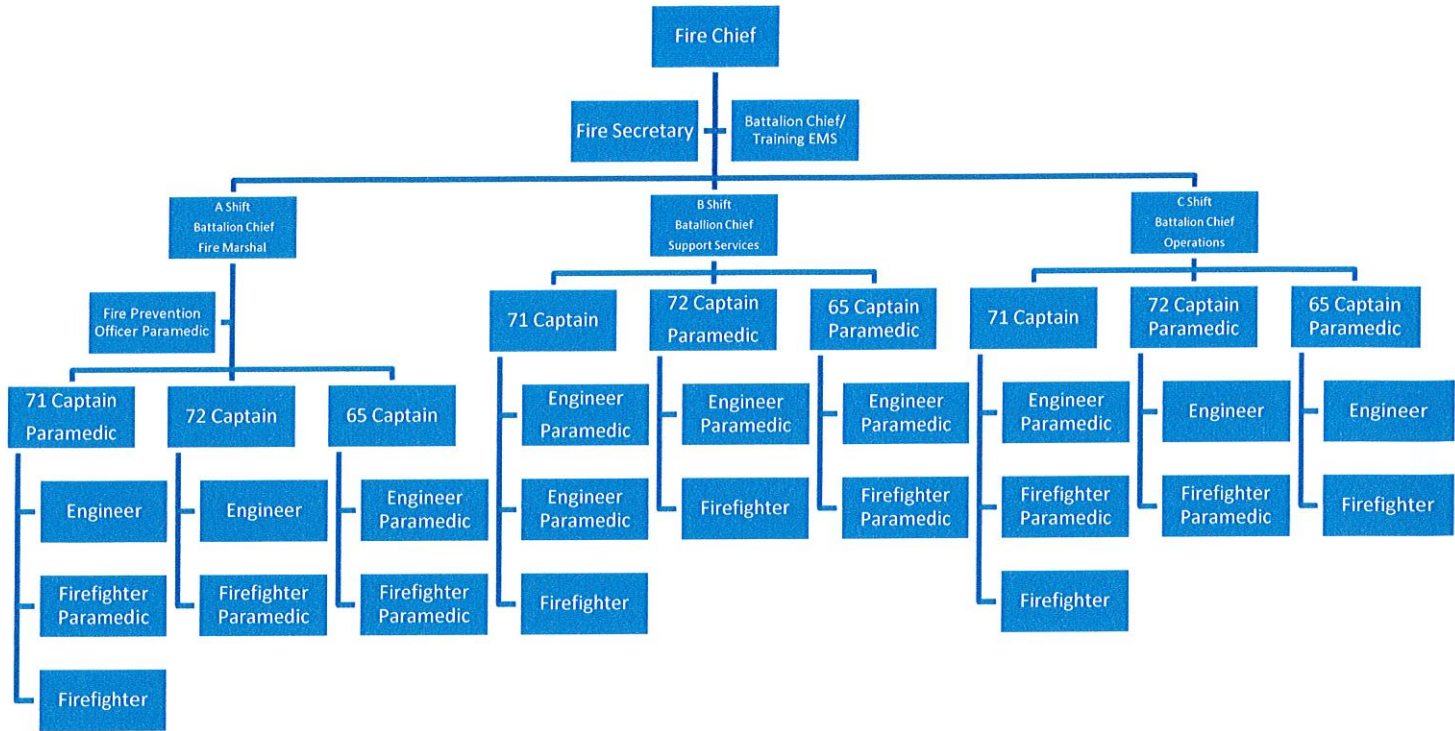 Fire Chief
Fire Secretary
Battalion Chief/
Training EMS
A Shift
Battalion Chief
Fire Marshal
B Shift
Batallion Chief
Support Services
C Shift
Battalion Chief
Operations
Fire Prevention
Officer Paramedic
71 Captain
Paramedic
Engineer
Firefighter
Paramedic
Firefighter
72 Captain
Engineer
Firefighter
Paramedic
65 Captain
Engineer
Paramedic
Firefighter
Paramedic
71 Captain
Engineer
Paramedic
Engineer
Paramedic
Firefighter
72 Captain
Paramedic
Engineer
Paramedic
Firefighter
65 Captain
Paramedic
Engineer
Paramedic
Firefighter
Paramedic
71 Captain
Engineer
Paramedic
Firefighter
Paramedic
Firefighter
72 Captain
Paramedic
Engineer
Firefighter
Paramedic
65 Captain
Paramedic
Engineer
Firefighter